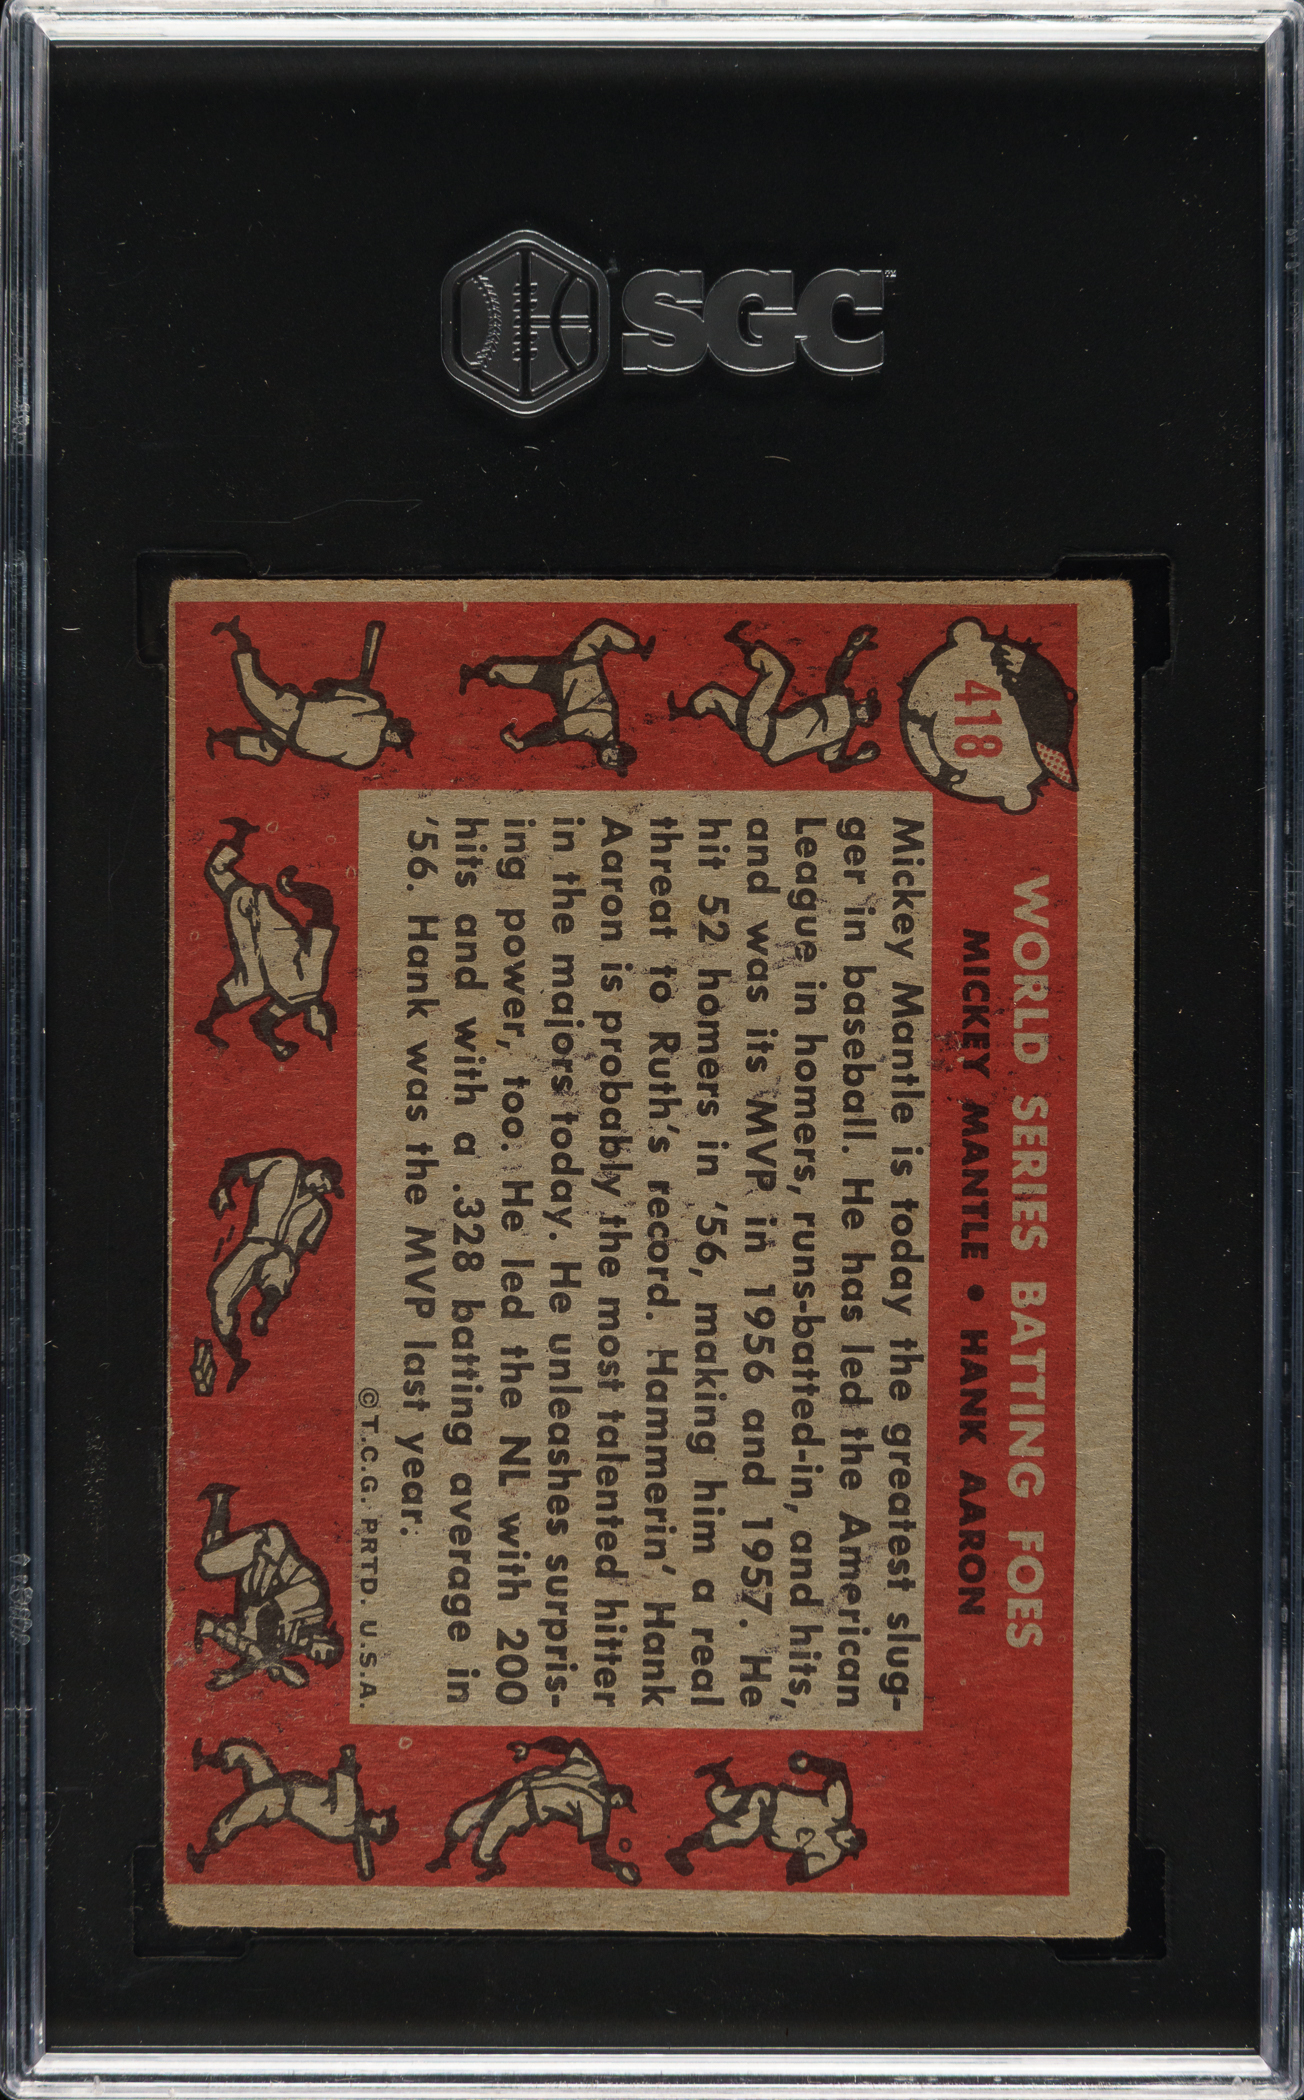 SGC
418
WORLD SERIES BATTING FOES
MICKEY MANTLE • HANK AARON
Mickey Mantle is today the greatest slug-
ger in baseball. He has led the American
League in homers, runs-batted-in, and hits,
and was its MVP in 1956 and 1957. He
hit 52 homers in '56, making him a real
threat to Ruth's record. Hammerin' Hank
Aaron is probably the most talented hitter
in the majors today. He unleashes surpris-
ing power, too. He led the NL with 200
hits and with a .328 batting average in
'56. Hank was the MVP last year.
©T.C.G. PRTD. U.S.A.